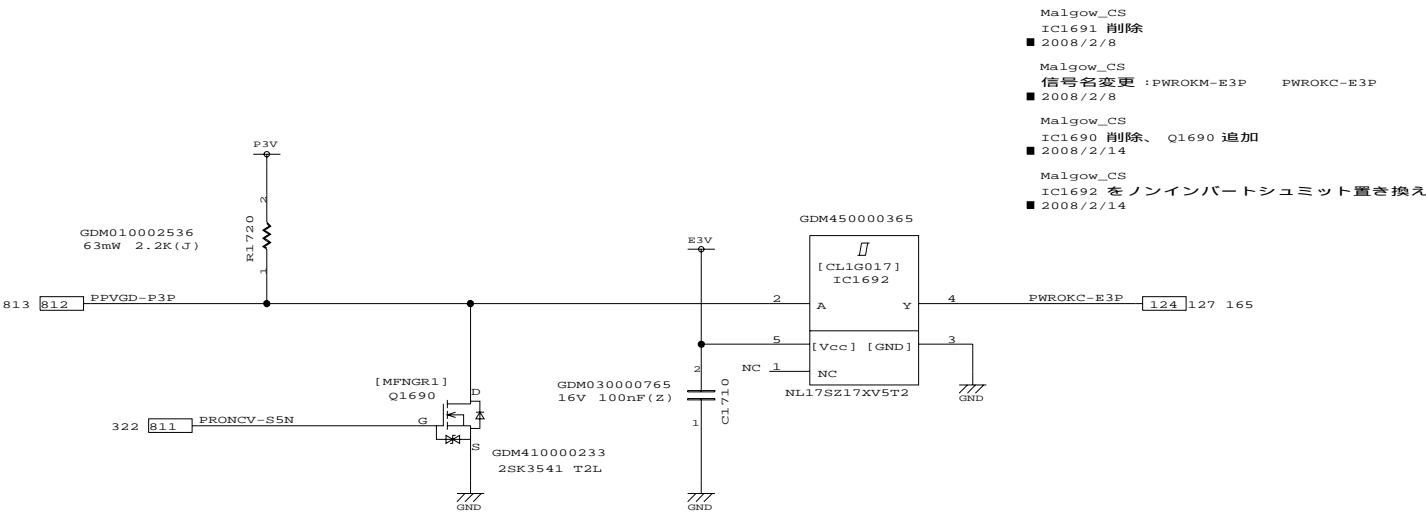 Malgow_CS
IC1691 削除
■ 2008/2/8
Malgow_CS
信号名変更 :PWROKM-E3P PWROKC-E3P
■ 2008/2/8
Malgow_CS
IC1690 削除、 Q1690 追加
■ 2008/2/14
Malgow_CS
IC1692 をノンインバートシュミット置き換え
■ 2008/2/14
P3V
2
R1720
1
GDM010002536
63mW 2.2K(J)
813 812 PPVGD-P3P
E3V
GDM450000365
[CL1G017]
IC1692
2 A Y 4
PWROKC-E3P 124 127 165
5 [Vcc] [GND] 3
NC 1 NC
NL17SZ17XV5T2
GND
GDM030000765
16V 100nF(Z)
2
C1710
1
GND
[MFNGR1]
Q1690
D
G
S
322 811 PRONCV-S5N
GDM410000233
2SK3541 T2L
GND